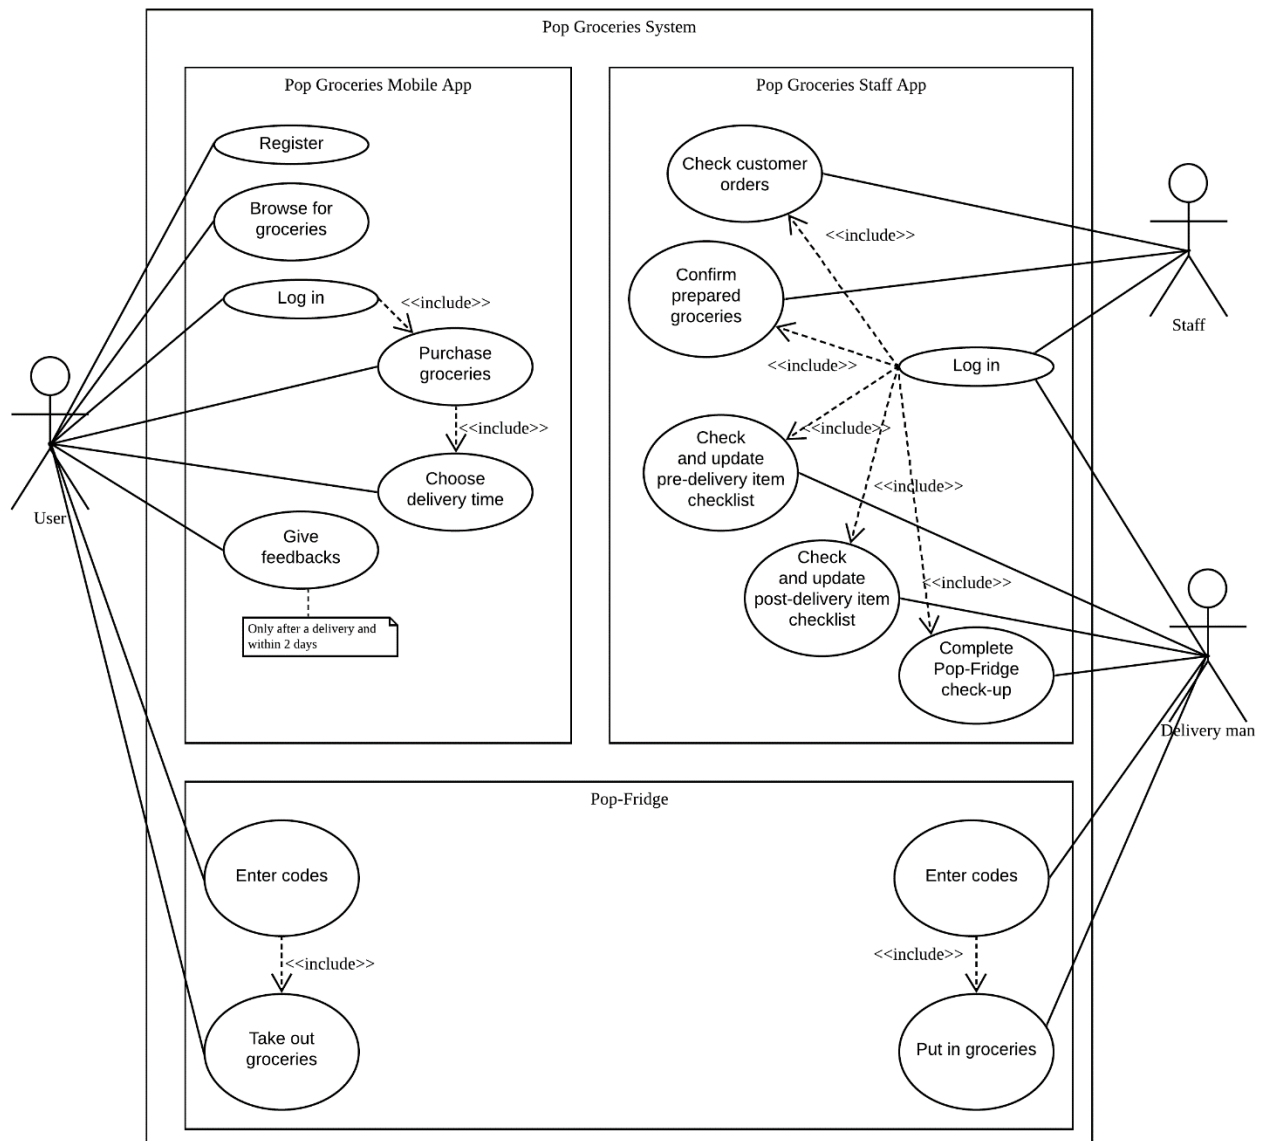 Pop Groceries System
Pop Groceries Mobile App
Register
Browse for
groceries
Log in
<<include>>
Purchase
groceries
<<include>>
Choose
delivery time
Give
feedbacks
Only after a delivery and
within 2 days
User
Pop Groceries Staff App
Check customer
orders
<<include>>
Confirm
prepared
groceries
<<include>>
Log in
<<include>>
Check
and update
pre-delivery item
checklist
<<include>>
Check
and update
post-delivery item
checklist
<<include>>
Complete
Pop-Fridge
check-up
Staff
Delivery man
Pop-Fridge
Enter codes
<<include>>
Take out
groceries
Enter codes
<<include>>
Put in groceries